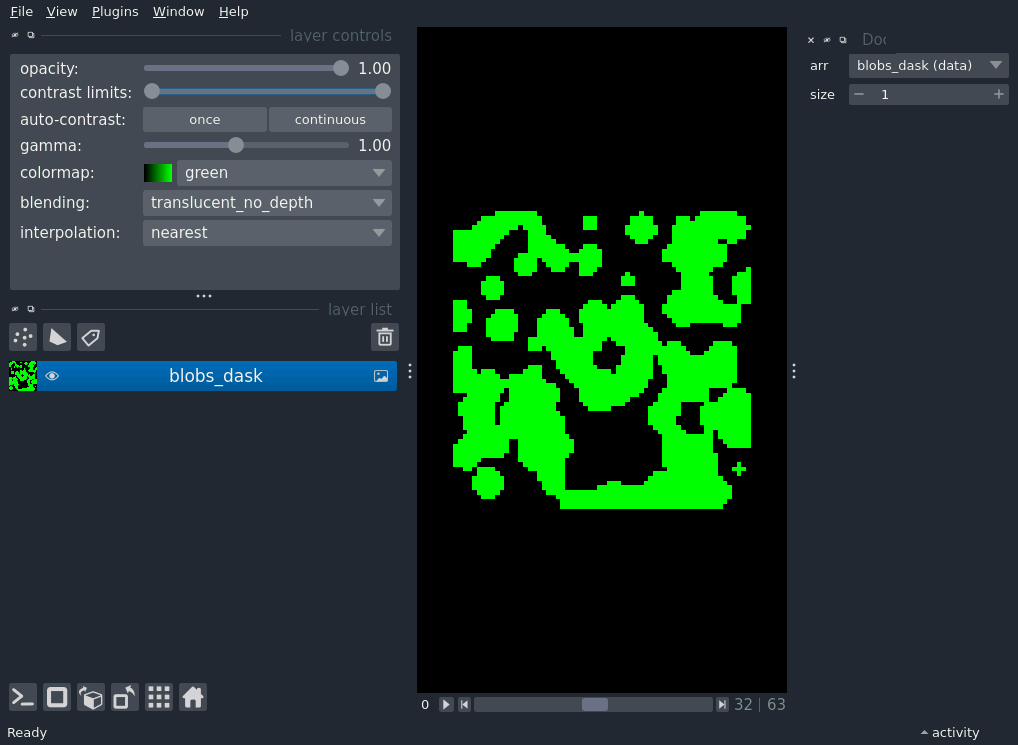 File View Plugins Window Help
layer controls
opacity: 1.00
contrast limits:
auto-contrast: once continuous
gamma: 1.00
colormap: green
blending: translucent_no_depth
interpolation: nearest
layer list
blobs_dask
arr blobs_dask (data)
size 1
0 32 | 63
Ready
activity